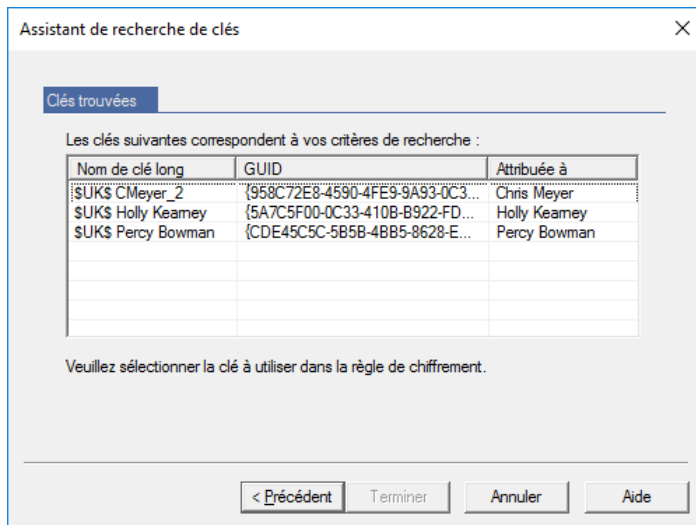 Assistant de recherche de clés
Clés trouvées
Les clés suivantes correspondent à vos critères de recherche :
Nom de clé long GUID Attribuée à
$UK$ CMeyer_2 {958C72E8-4590-4FE9-9A93-0C3... Chris Meyer
$UK$ Holly Kearney {5A7C5F00-0C33-410B-B922-FD... Holly Kearney
$UK$ Percy Bowman {CDE45C5C-5B5B-4BB5-8628-E... Percy Bowman
Veuillez sélectionner la clé à utiliser dans la règle de chiffrement.
< Précédent Terminer Annuler Aide